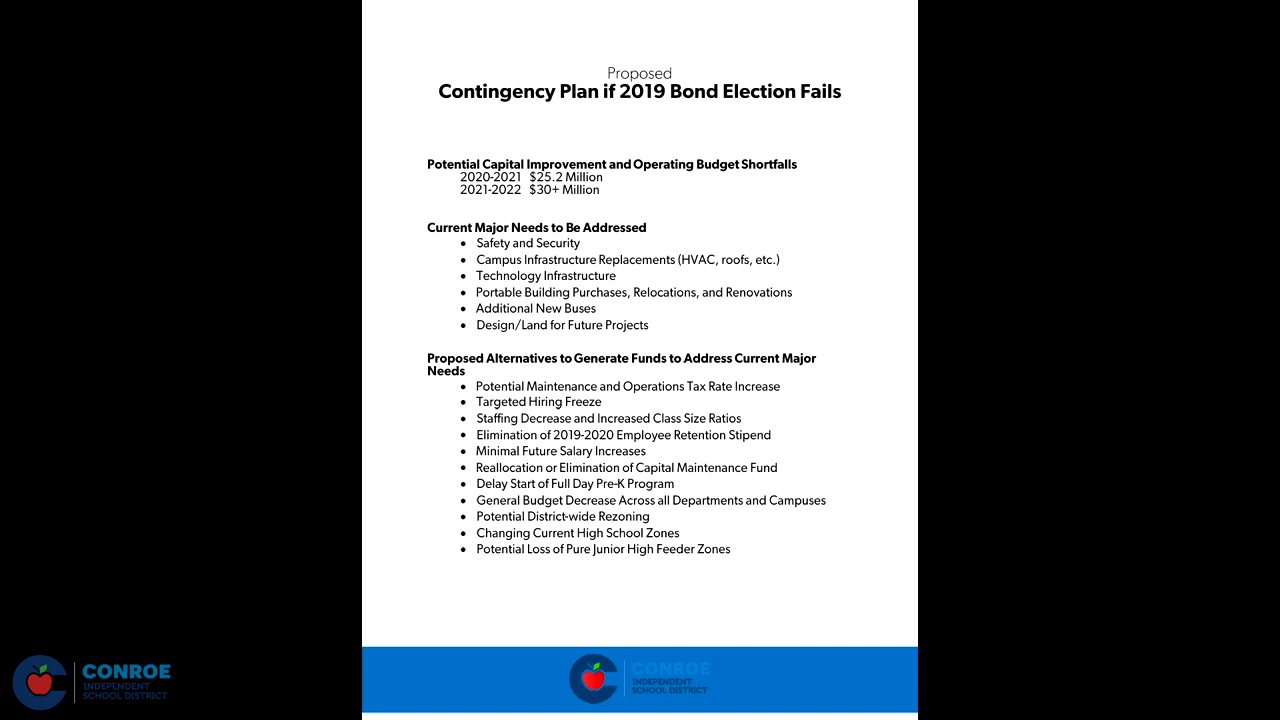 Proposed
Contingency Plan if 2019 Bond Election Fails
Potential Capital Improvement and Operating Budget Shortfalls
2020-2021 $25.2 Million
2021-2022 $30+ Million
Current Major Needs to Be Addressed
• Safety and Security
• Campus Infrastructure Replacements (HVAC, roofs, etc.)
• Technology Infrastructure
• Portable Building Purchases, Relocations, and Renovations
• Additional New Buses
• Design/Land for Future Projects
Proposed Alternatives to Generate Funds to Address Current Major
Needs
• Potential Maintenance and Operations Tax Rate Increase
• Targeted Hiring Freeze
• Staffing Decrease and Increased Class Size Ratios
• Elimination of 2019-2020 Employee Retention Stipend
• Minimal Future Salary Increases
• Reallocation or Elimination of Capital Maintenance Fund
• Delay Start of Full Day Pre-K Program
• General Budget Decrease Across all Departments and Campuses
• Potential District-wide Rezoning
• Changing Current High School Zones
• Potential Loss of Pure Junior High Feeder Zones
CONROE
INDEPENDENT
SCHOOL DISTRICT
CONROE
INDEPENDENT
SCHOOL DISTRICT